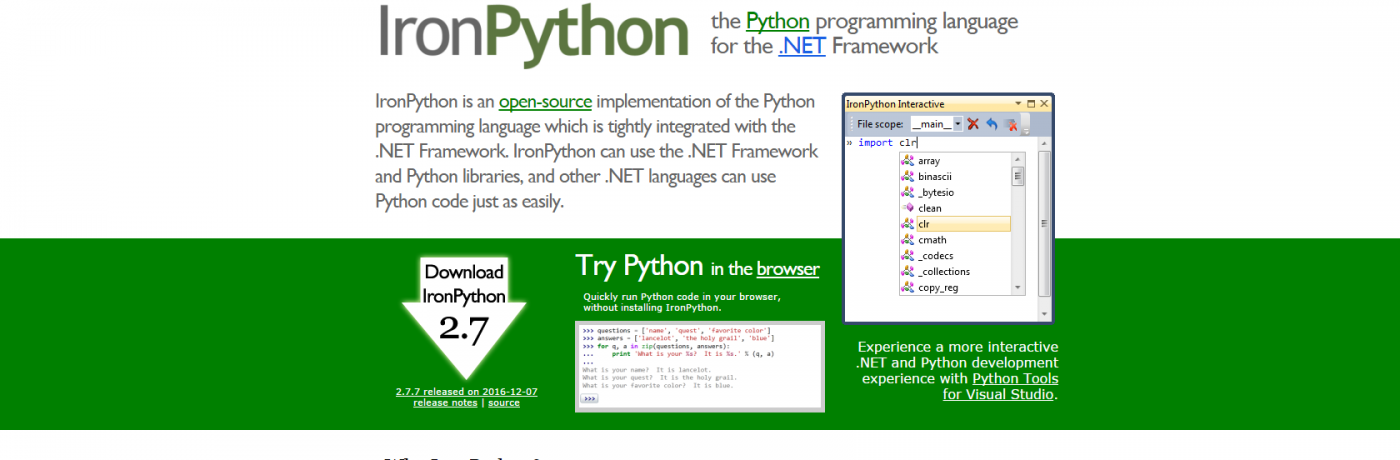 IronPython
the Python programming language
for the .NET Framework
IronPython is an open-source implementation of the Python
programming language which is tightly integrated with the
.NET Framework. IronPython can use the .NET Framework
and Python libraries, and other .NET languages can use
Python code just as easily.
IronPython Interactive
File scope: __main__
» import clr
array
binascii
_bytesio
clean
clr
cmath
_codecs
_collections
copy_reg
Download
IronPython
2.7
2.7.7 released on 2016-12-07
release notes | source
Try Python in the browser
Quickly run Python code in your browser,
without installing IronPython.
>>> questions = ['name', 'quest', 'favorite color']
>>> answers = ['lancelot', 'the holy grail', 'blue']
>>> for q, a in zip(questions, answers):
...     print 'What is your %s?  It is %s.' % (q, a)
...
What is your name?  It is lancelot.
What is your quest?  It is the holy grail.
What is your favorite color?  It is blue.
>>>
Experience a more interactive
.NET and Python development
experience with Python Tools
for Visual Studio.